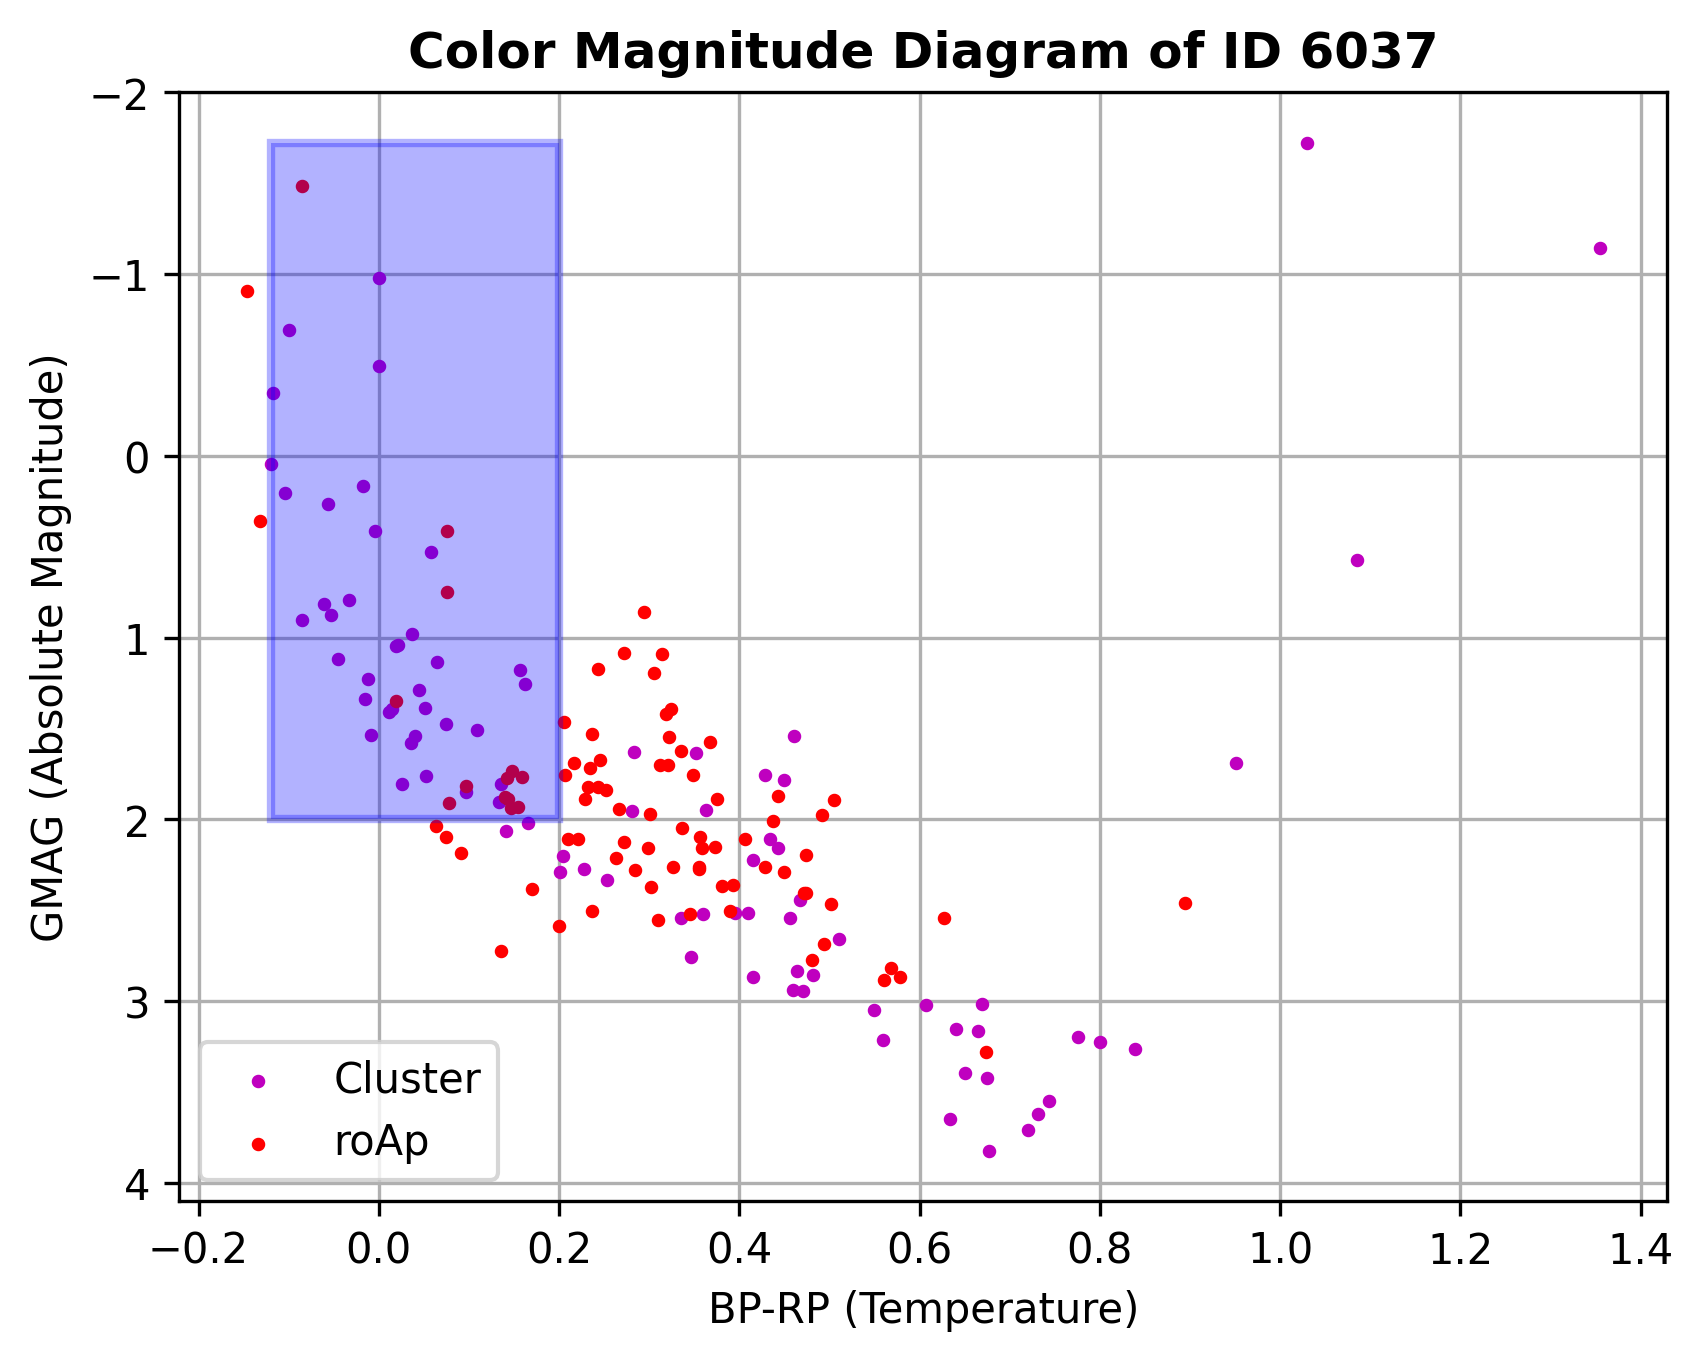 Color Magnitude Diagram of ID 6037
−2
−1
0
1
2
3
4
GMAG (Absolute Magnitude)
Cluster
roAp
−0.2 0.0 0.2 0.4 0.6 0.8 1.0 1.2 1.4
BP-RP (Temperature)